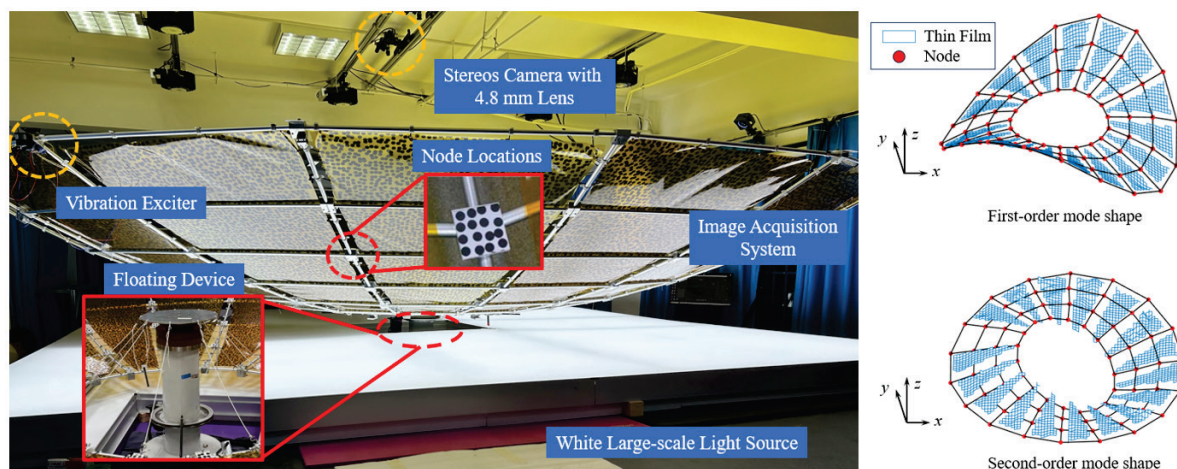 Stereos Camera with
4.8 mm Lens
Node Locations
Vibration Exciter
Image Acquisition
System
Floating Device
White Large-scale Light Source
Thin Film
Node
y
z
x
First-order mode shape
y
z
x
Second-order mode shape